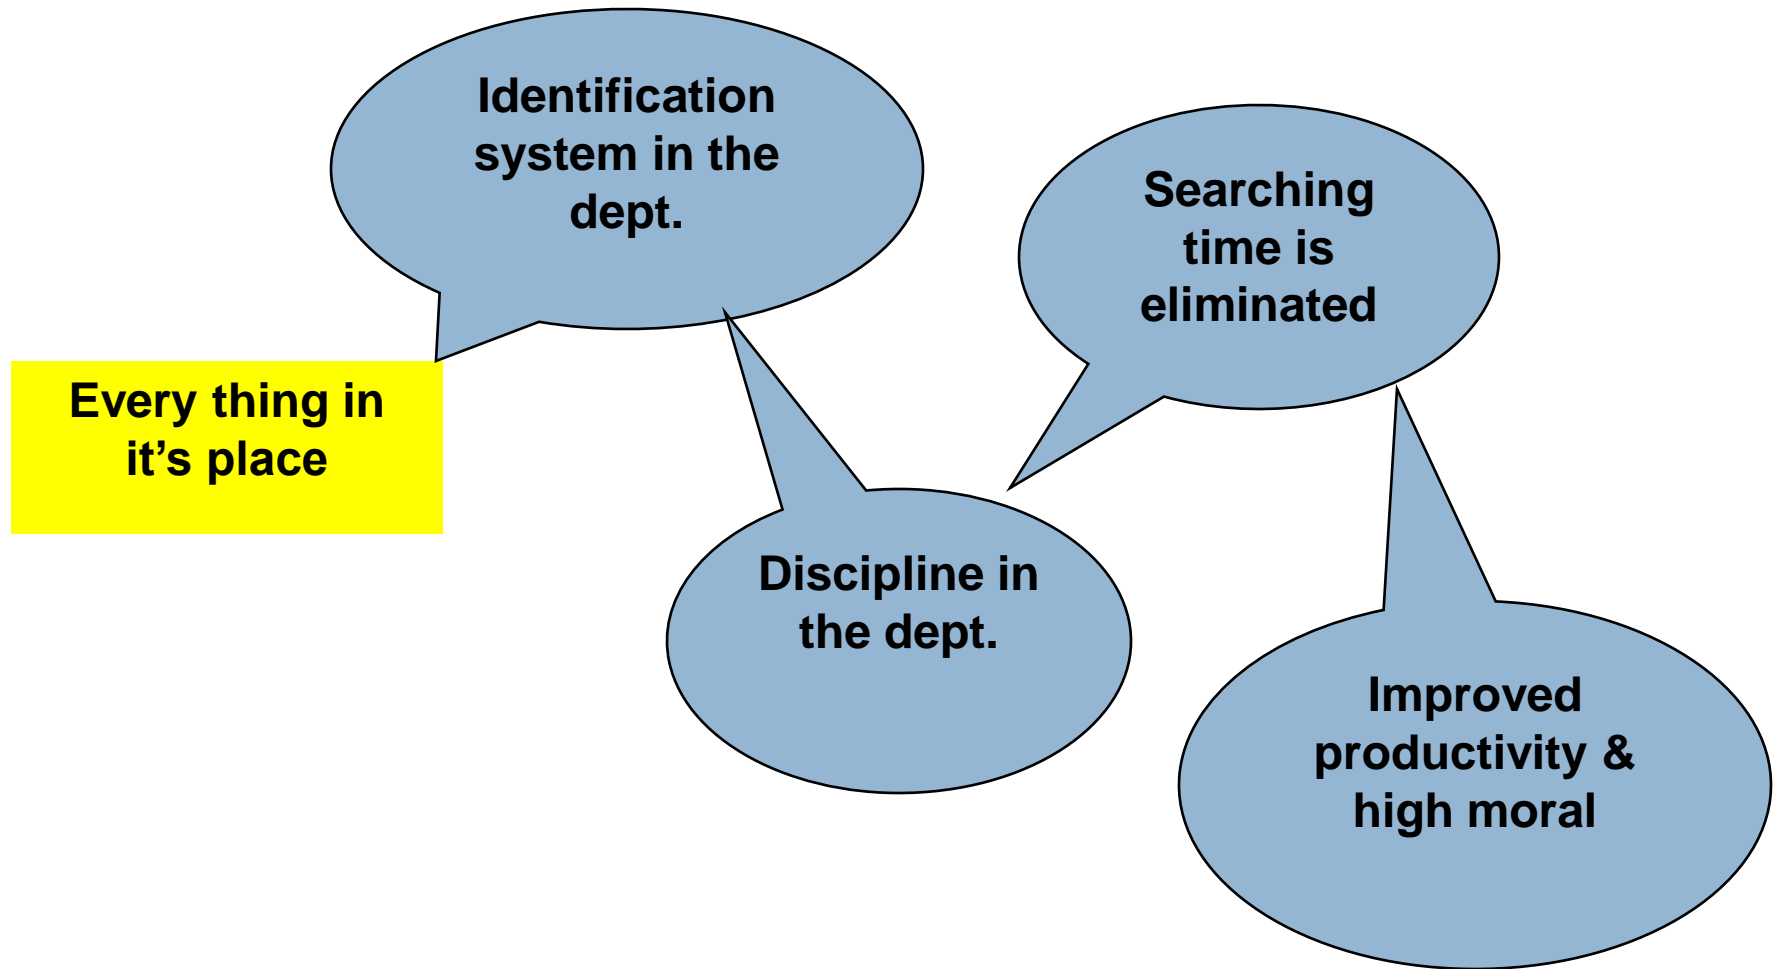 Identification
system in the
dept.
Searching
time is
eliminated
Every thing in
it’s place
Discipline in
the dept.
Improved
productivity &
high moral